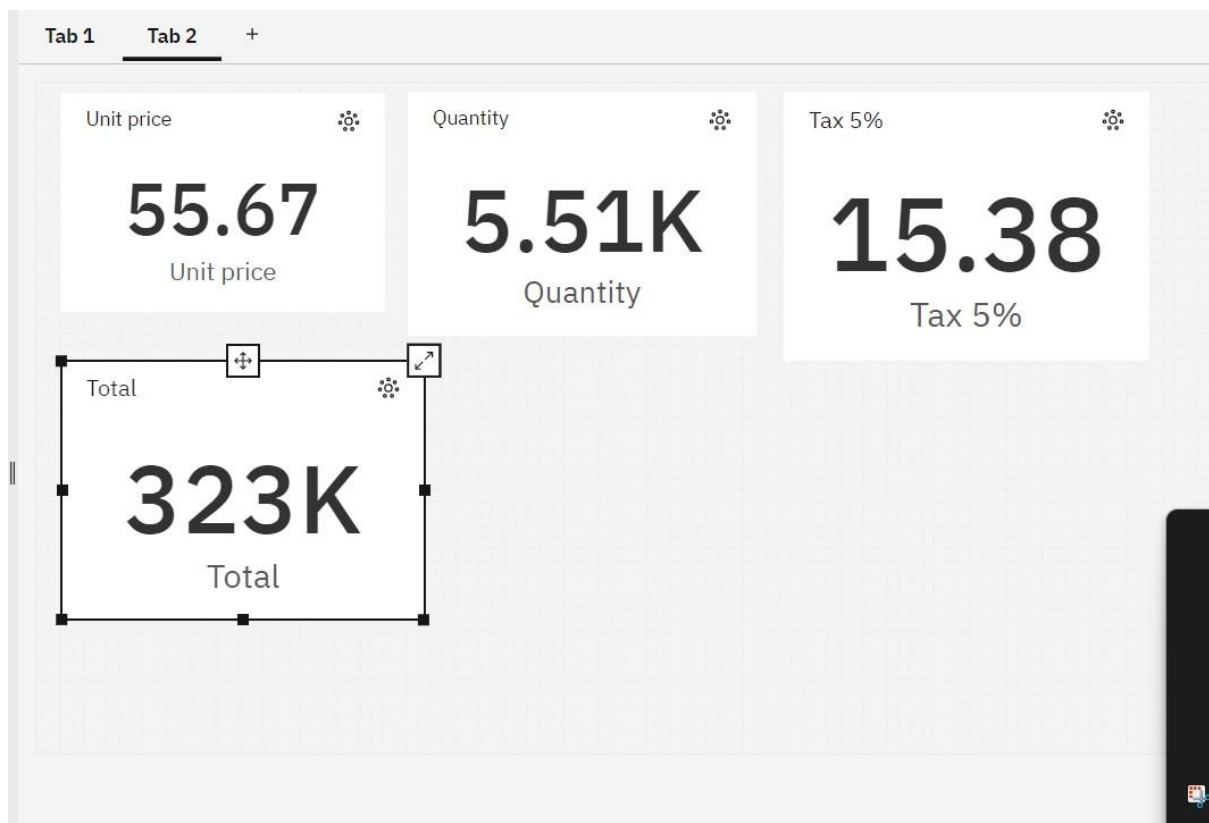 Tab 1 Tab 2 +
Unit price
55.67
Unit price
Quantity
5.51K
Quantity
Tax 5%
15.38
Tax 5%
Total
323K
Total